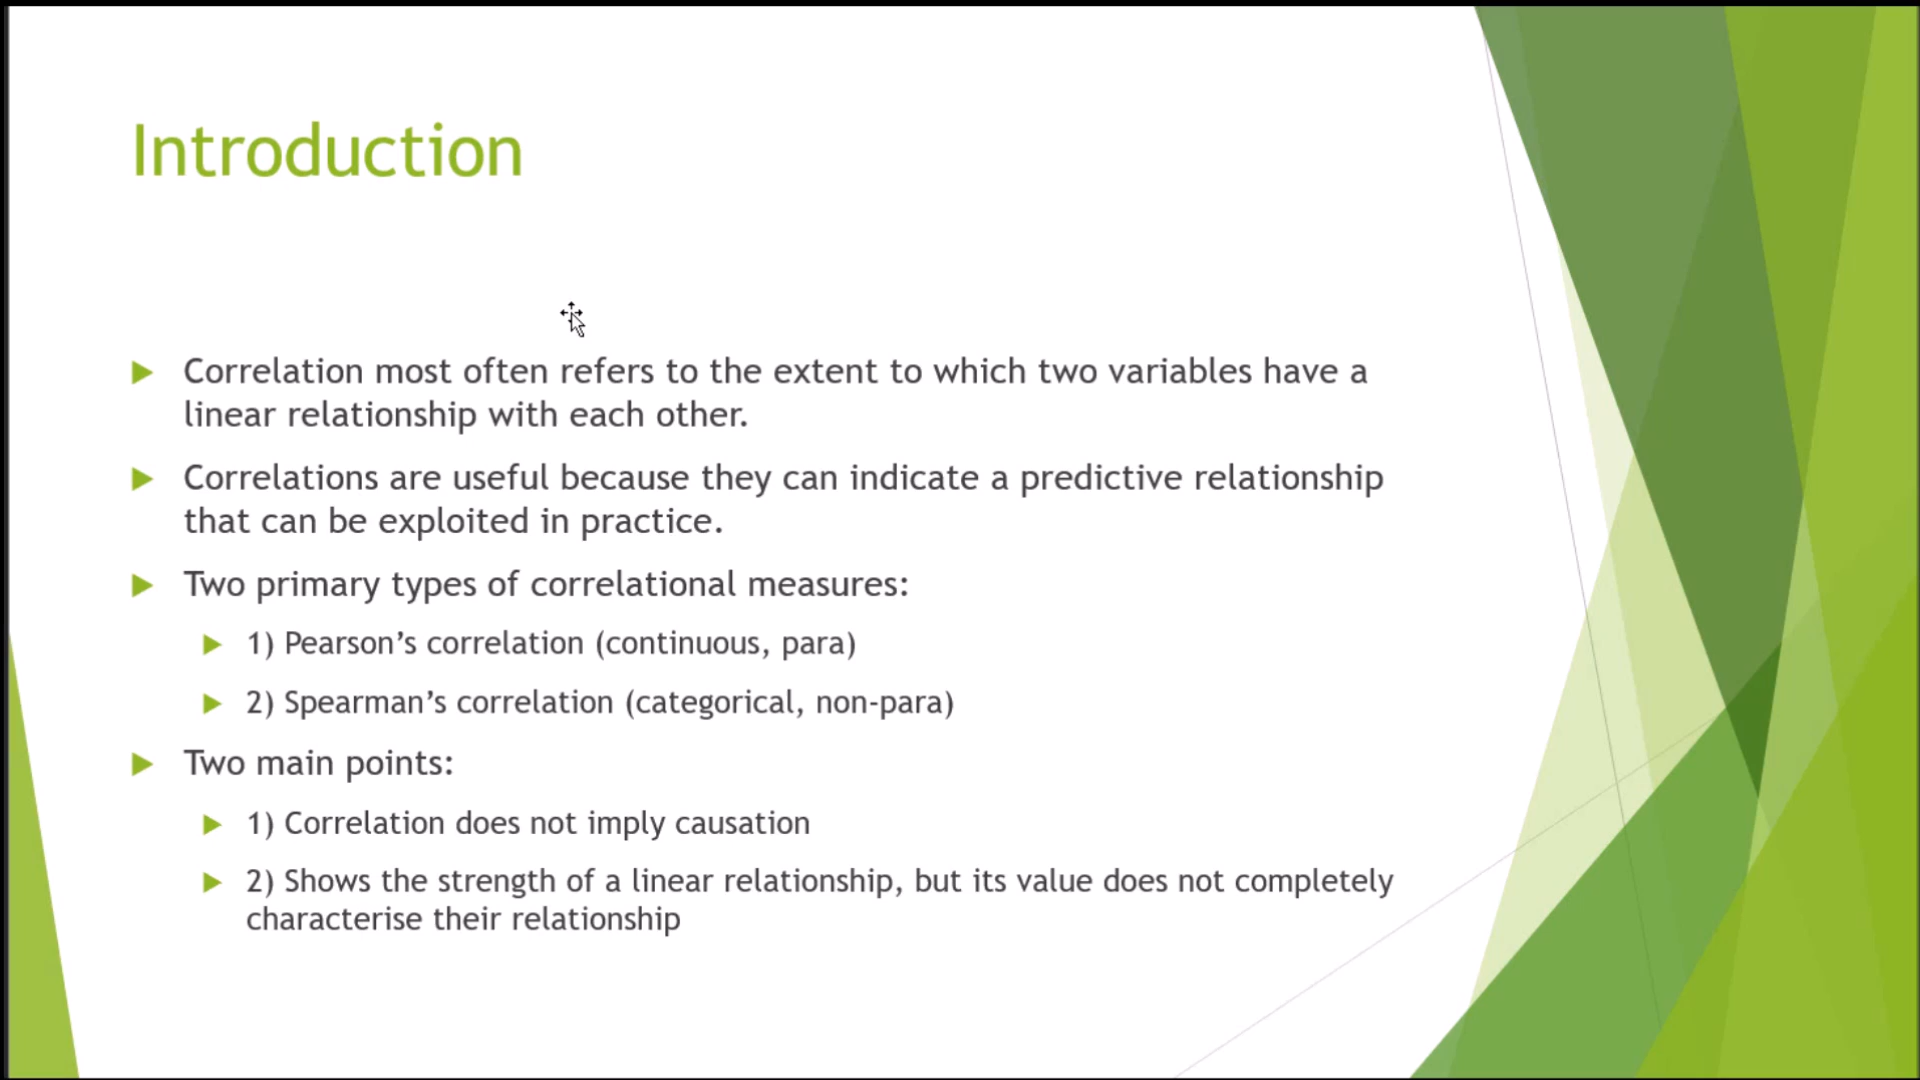 Introduction
Correlation most often refers to the extent to which two variables have a
linear relationship with each other.
Correlations are useful because they can indicate a predictive relationship
that can be exploited in practice.
Two primary types of correlational measures:
1) Pearson’s correlation (continuous, para)
2) Spearman’s correlation (categorical, non-para)
Two main points:
1) Correlation does not imply causation
2) Shows the strength of a linear relationship, but its value does not completely
characterise their relationship